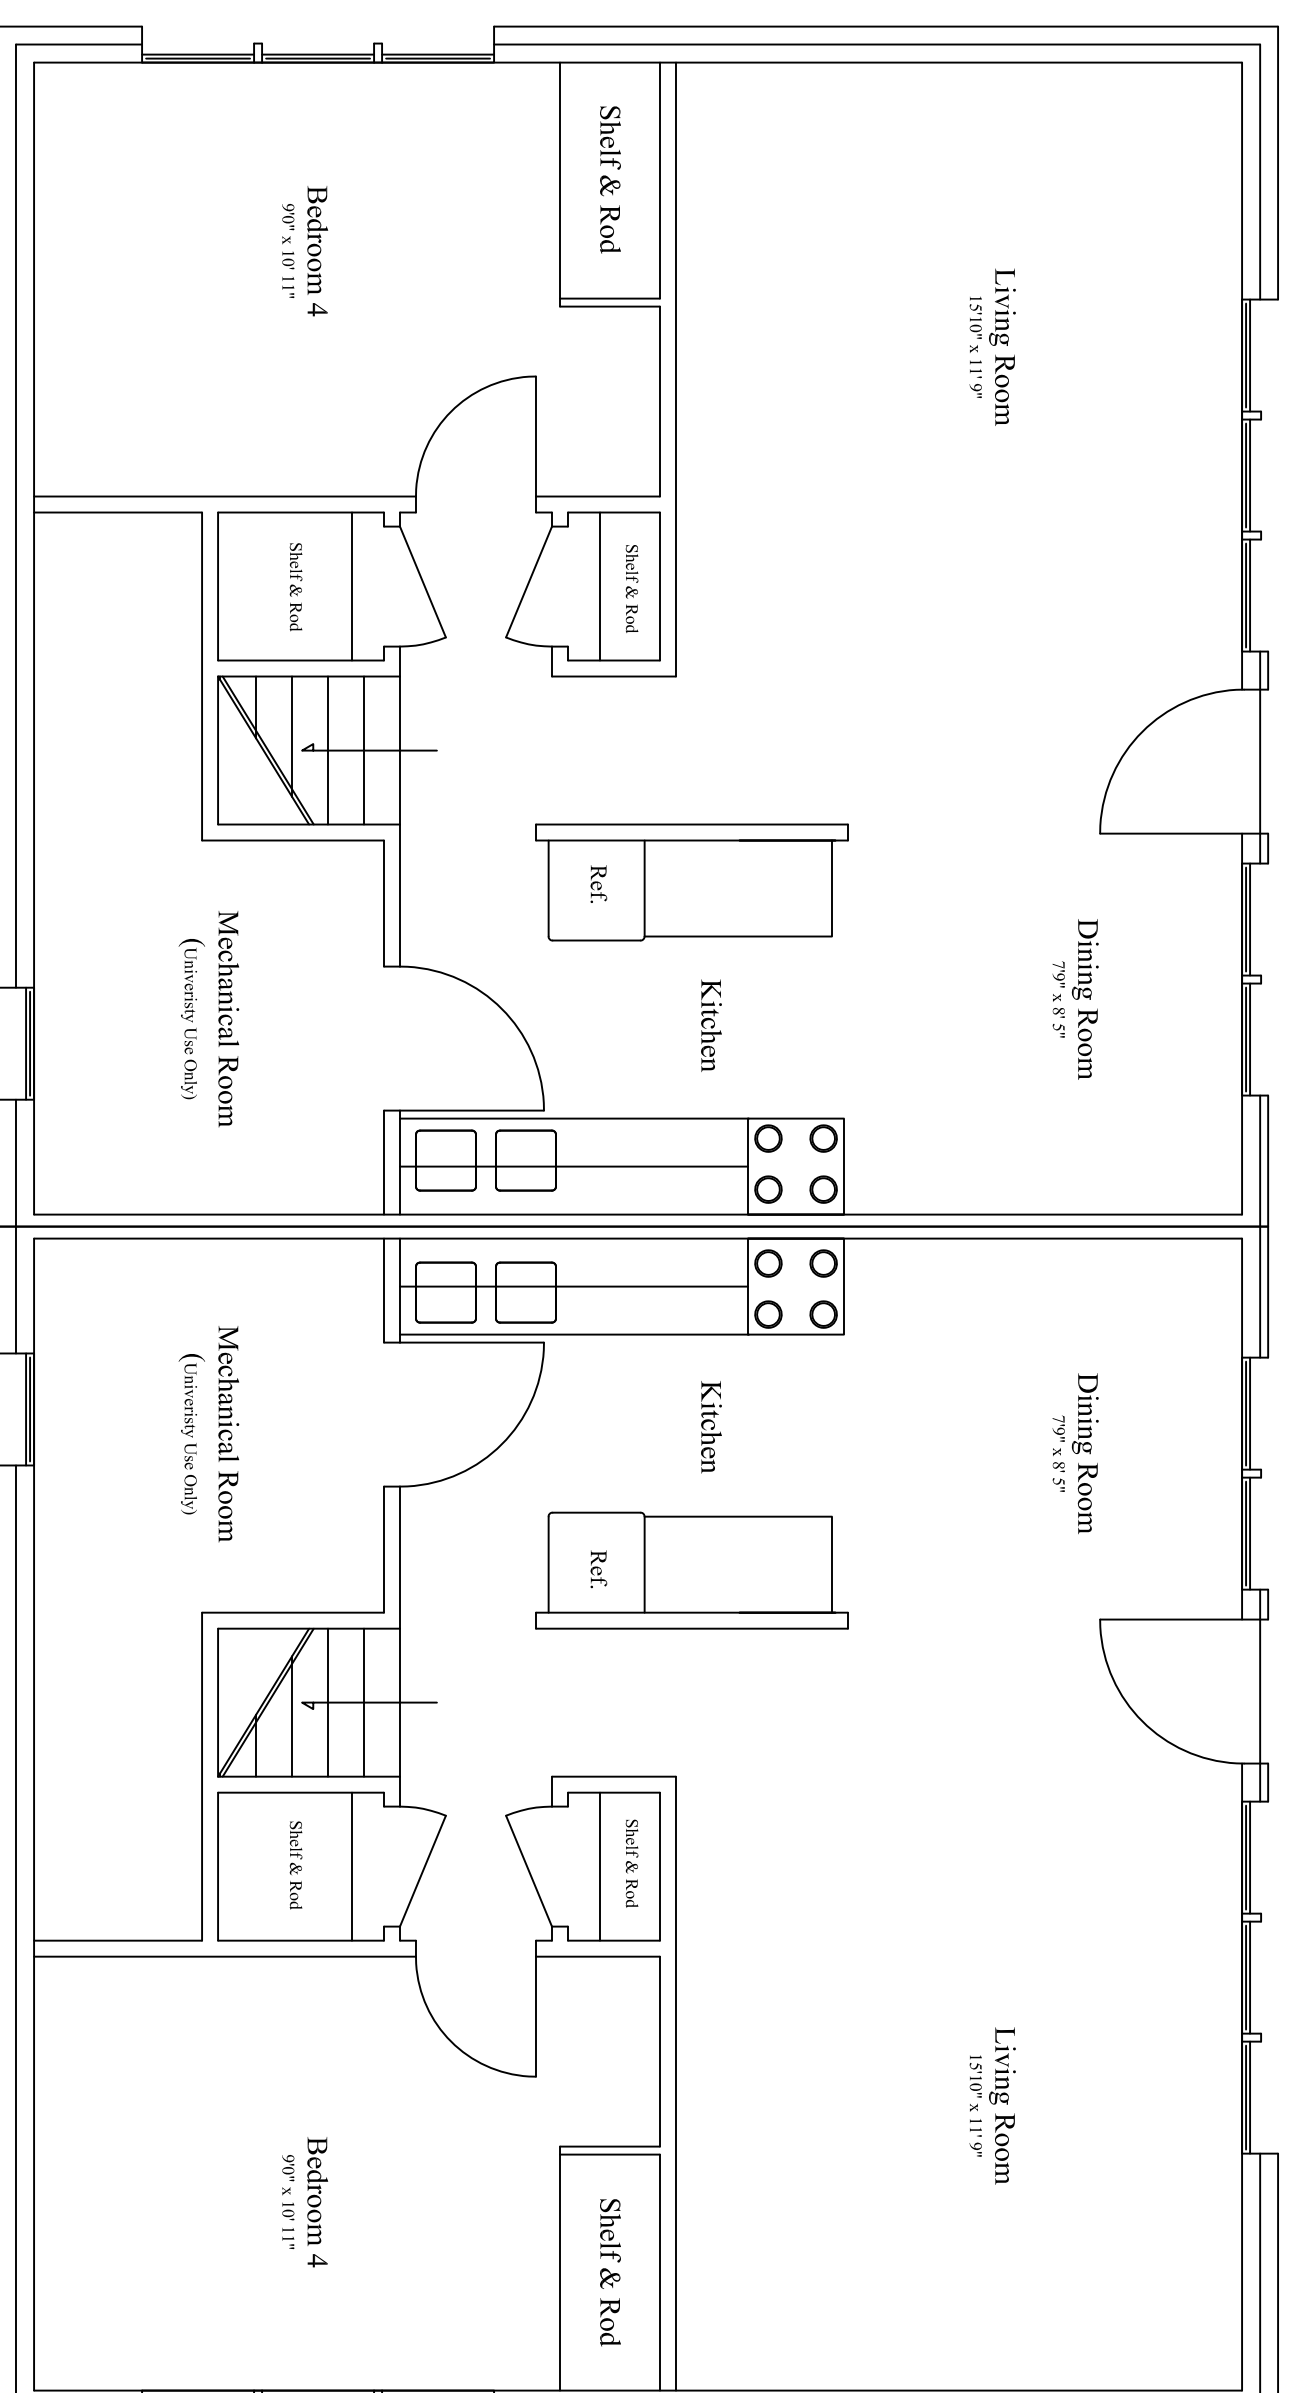 Shelf & Rod
Living Room
15'10" x 11' 9"
Bedroom 4
9'0" x 10' 11"
Shelf & Rod
Shelf & Rod
Ref.
Kitchen
Dining Room
7'9" x 8' 5"
Mechanical Room
(Univeristy Use Only)
Mechanical Room
(Univeristy Use Only)
Kitchen
Dining Room
7'9" x 8' 5"
Ref.
Shelf & Rod
Shelf & Rod
Living Room
15'10" x 11' 9"
Bedroom 4
9'0" x 10' 11"
Shelf & Rod